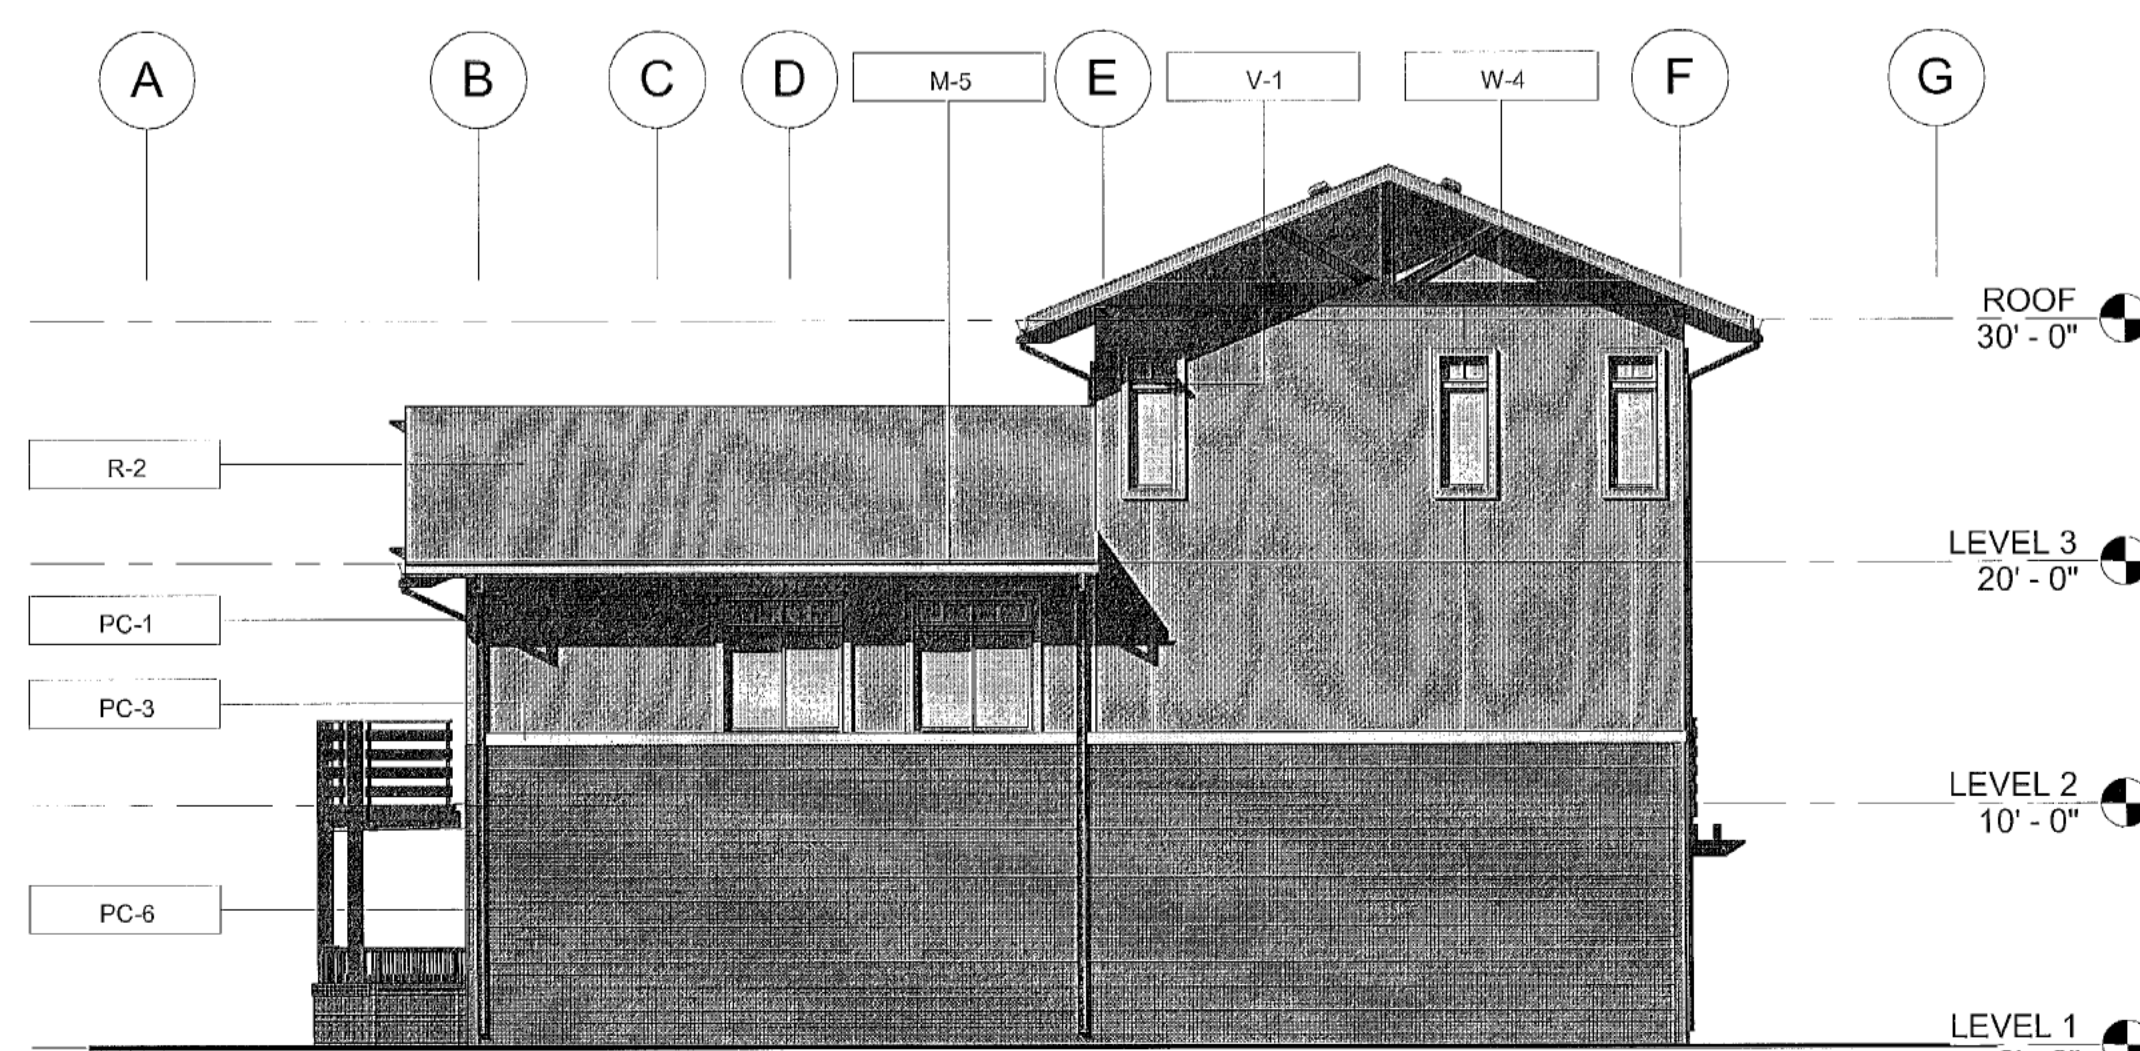 A B C D M-5 E V-1 W-4 F G
ROOF
30' - 0"
R-2
LEVEL 3
20' - 0"
PC-1
PC-3
LEVEL 2
10' - 0"
PC-6
LEVEL 1